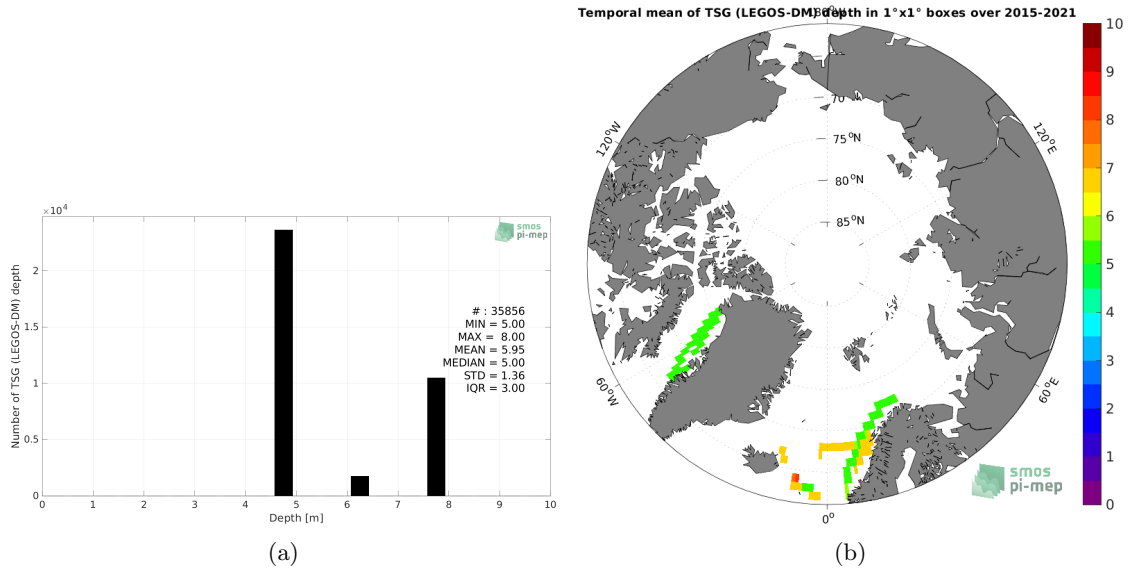 Temporal mean of TSG (LEGOS-DM) depth in 1°x1° boxes over 2015-2021
×10⁴
smos
pi-mep
2
1.5
1
0.5
0
# : 35856
MIN = 5.00
MAX = 8.00
MEAN = 5.95
MEDIAN = 5.00
STD = 1.36
IQR = 3.00
Number of TSG (LEGOS-DM) depth
0 1 2 3 4 5 6 7 8 9 10
Depth [m]
(a)
120°W
70
75°N
80°N
85°N
120°E
60°W
60°E
0°
smos
pi-mep
10
9
8
7
6
5
4
3
2
1
0
(b)